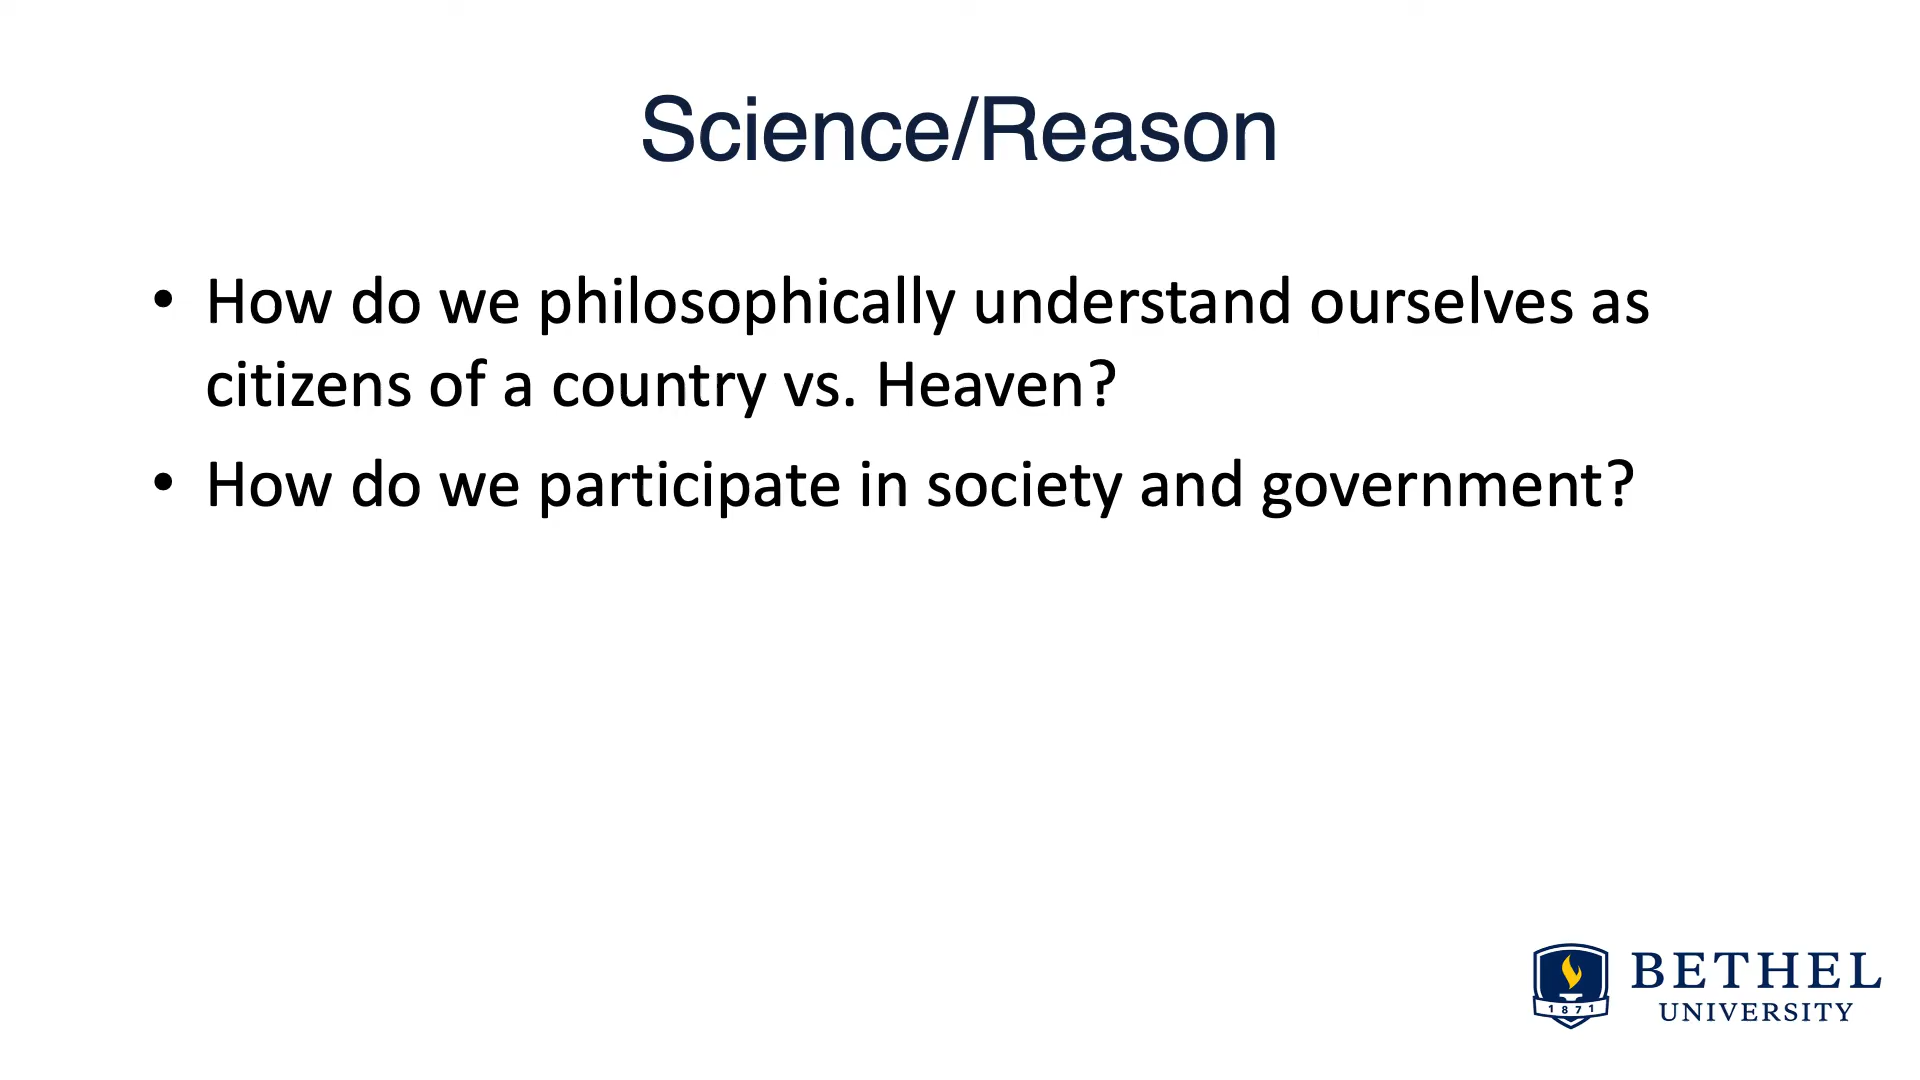 Science/Reason
• How do we philosophically understand ourselves as
citizens of a country vs. Heaven?
• How do we participate in society and government?
1871
BETHEL
UNIVERSITY